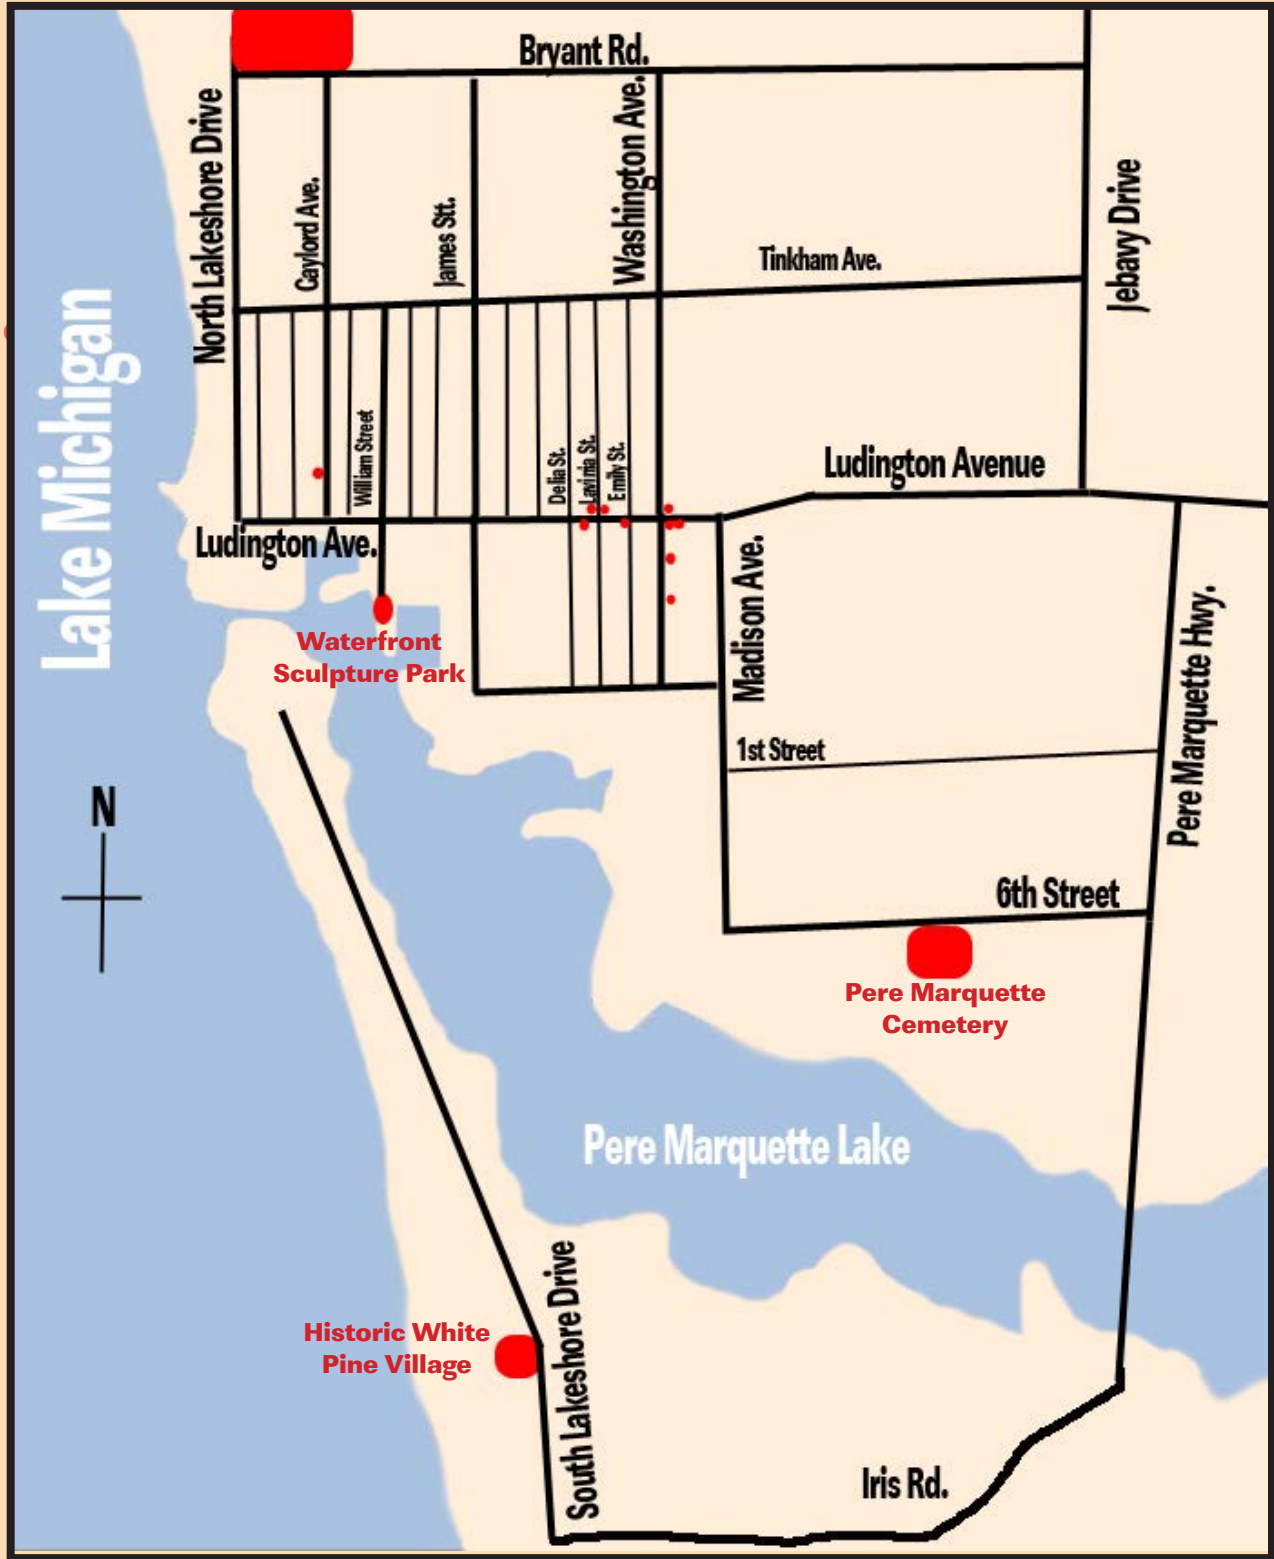 Bryant Rd.
North Lakeshore Drive
Gaylord Ave.
James Stt.
Washington Ave.
Tinkham Ave.
Jebavy Drive
Lake Michigan
William Street
Delia St.
Lavinia St.
Emily St.
Ludington Avenue
Ludington Ave.
Waterfront
Sculpture Park
Madison Ave.
Pere Marquette Hwy.
1st Street
N
6th Street
Pere Marquette
Cemetery
Pere Marquette Lake
Historic White
Pine Village
South Lakeshore Drive
Iris Rd.